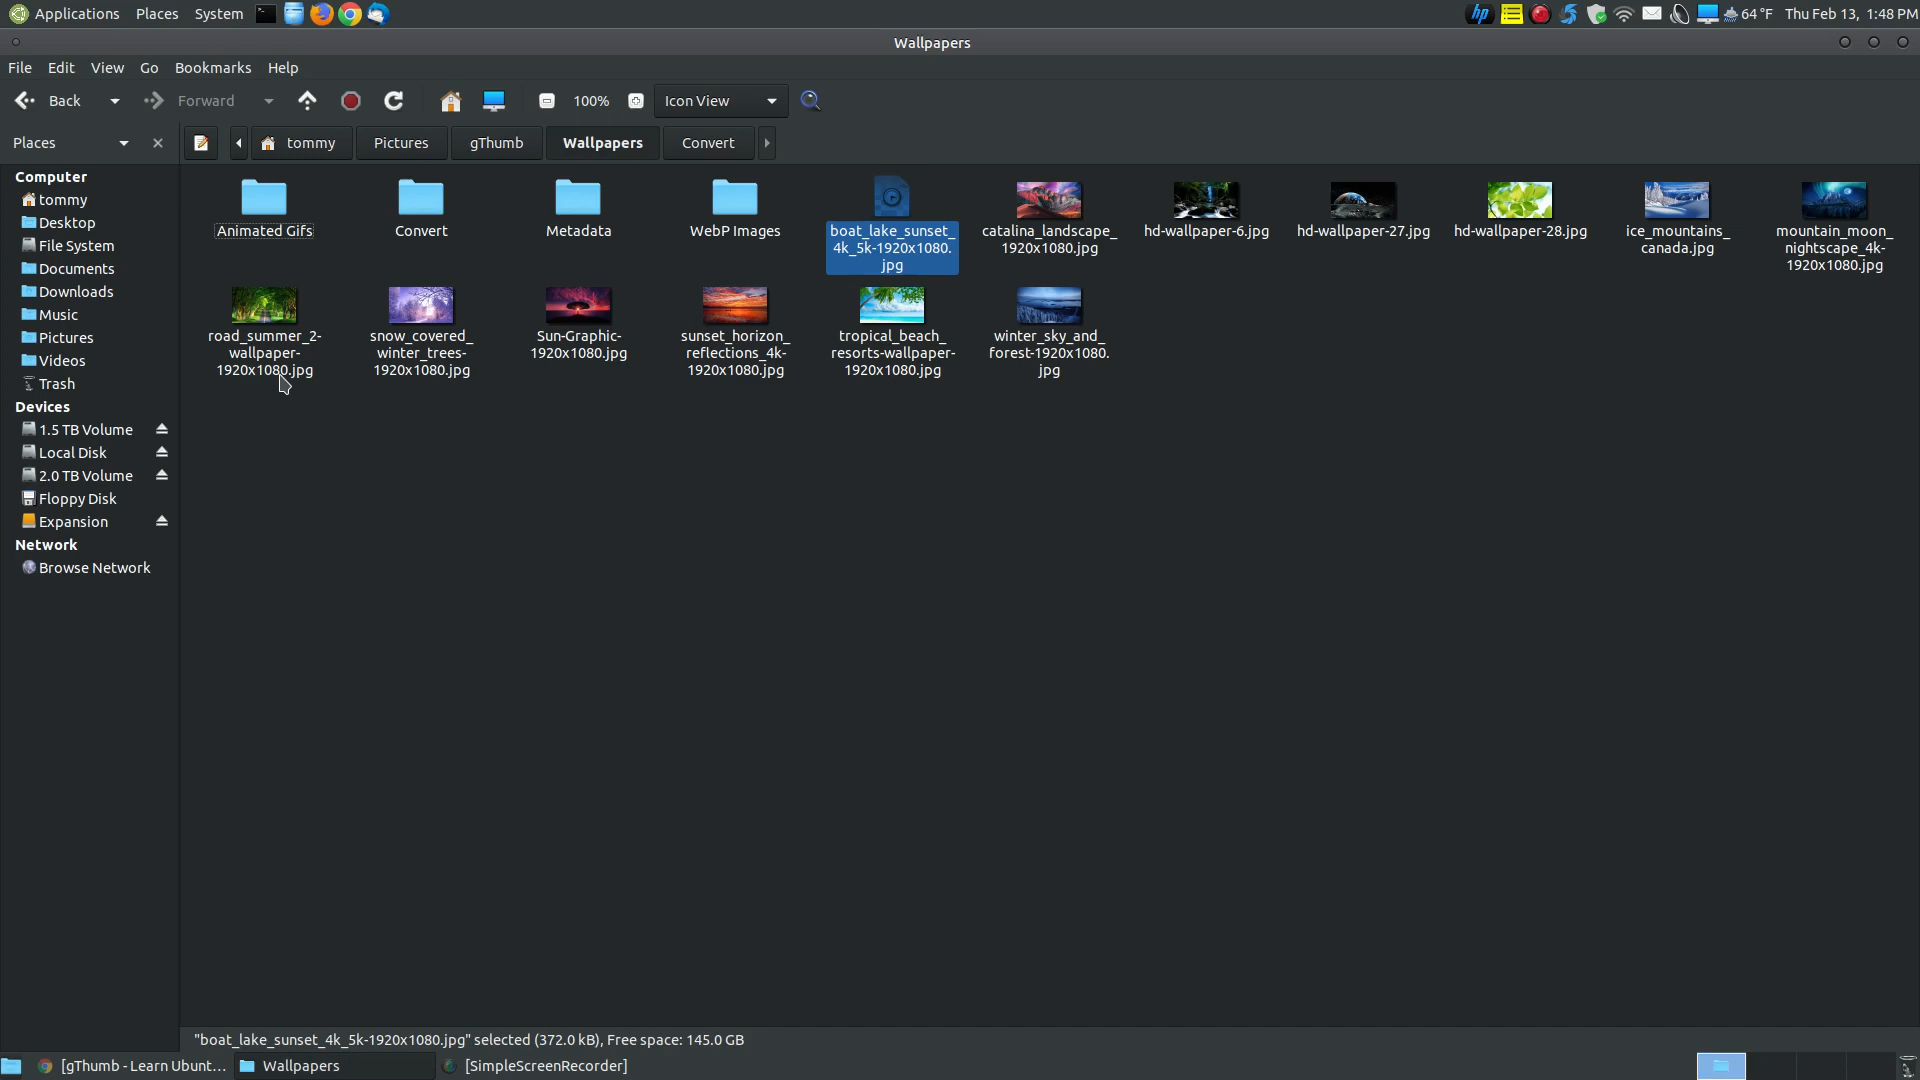 Applications Places System
hp 64 °F Thu Feb 13, 1:48 PM
Wallpapers
File Edit View Go Bookmarks Help
Back Forward 100% Icon View
Places tommy Pictures gThumb Wallpapers Convert
Computer
tommy
Desktop
File System
Documents
Downloads
Music
Pictures
Videos
Trash
Devices
1.5 TB Volume
Local Disk
2.0 TB Volume
Floppy Disk
Expansion
Network
Browse Network
Animated Gifs
Convert
Metadata
WebP Images
boat_lake_sunset_
4k_5k-1920x1080.
jpg
catalina_landscape_
1920x1080.jpg
hd-wallpaper-6.jpg
hd-wallpaper-27.jpg
hd-wallpaper-28.jpg
ice_mountains_
canada.jpg
mountain_moon_
nightscape_4k-
1920x1080.jpg
road_summer_2-
wallpaper-
1920x1080.jpg
snow_covered_
winter_trees-
1920x1080.jpg
Sun-Graphic-
1920x1080.jpg
sunset_horizon_
reflections_4k-
1920x1080.jpg
tropical_beach_
resorts-wallpaper-
1920x1080.jpg
winter_sky_and_
forest-1920x1080.
jpg
"boat_lake_sunset_4k_5k-1920x1080.jpg" selected (372.0 kB), Free space: 145.0 GB
[gThumb - Learn Ubunt... Wallpapers [SimpleScreenRecorder]